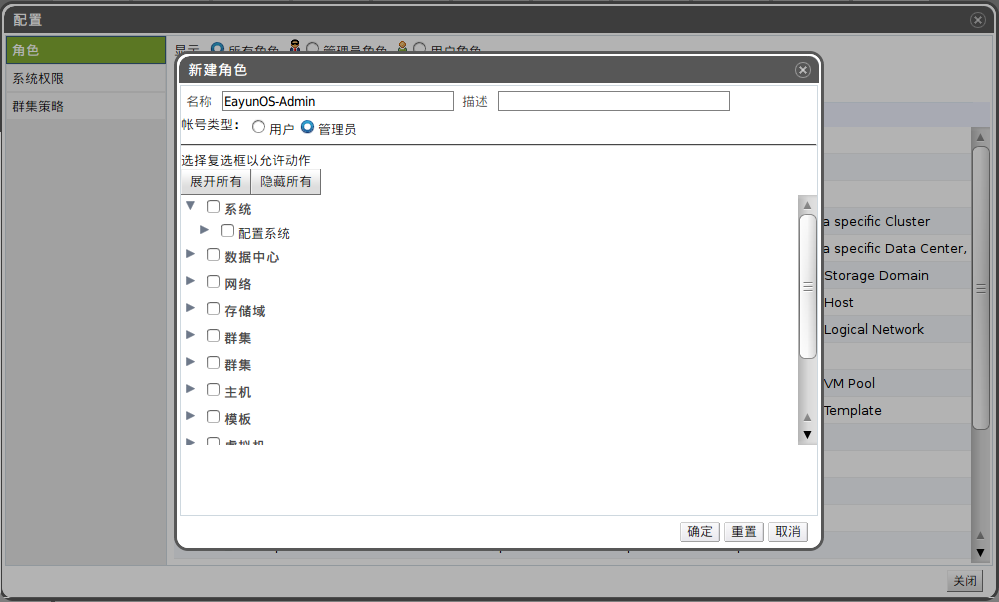 配置
角色
系统权限
群集策略
显示 所有角色 管理员角色 用户角色
新建角色
名称 EayunOS-Admin 描述
帐号类型: 用户 管理员
选择复选框以允许动作
展开所有 隐藏所有
系统
配置系统
数据中心
网络
存储域
群集
群集
主机
模板
虚拟机
a specific Cluster
a specific Data Center,
Storage Domain
Host
Logical Network
VM Pool
Template
确定 重置 取消
关闭